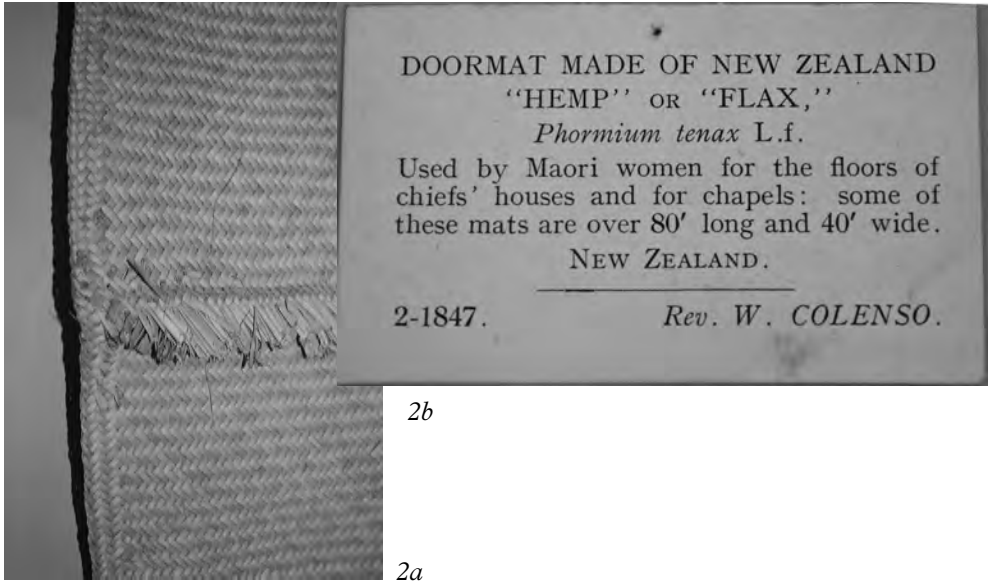 DOORMAT MADE OF NEW ZEALAND
“HEMP” OR “FLAX,”
Phormium tenax L.f.
Used by Maori women for the floors of
chiefs’ houses and for chapels: some of
these mats are over 80′ long and 40′ wide.
NEW ZEALAND.
2-1847. Rev. W. COLENSO.
2b
2a